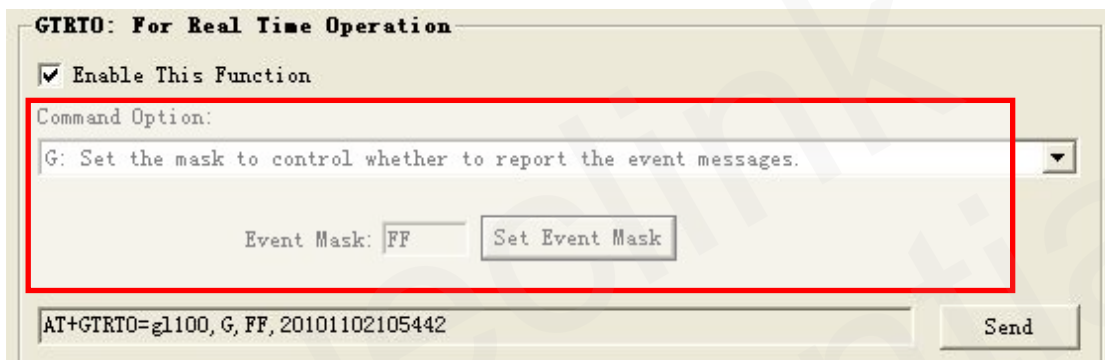 GTRTO: For Real Time Operation
Enable This Function
Command Option:
G: Set the mask to control whether to report the event messages.
Event Mask: FF Set Event Mask
AT+GTRTO=gl100, G, FF, 20101102105442 Send